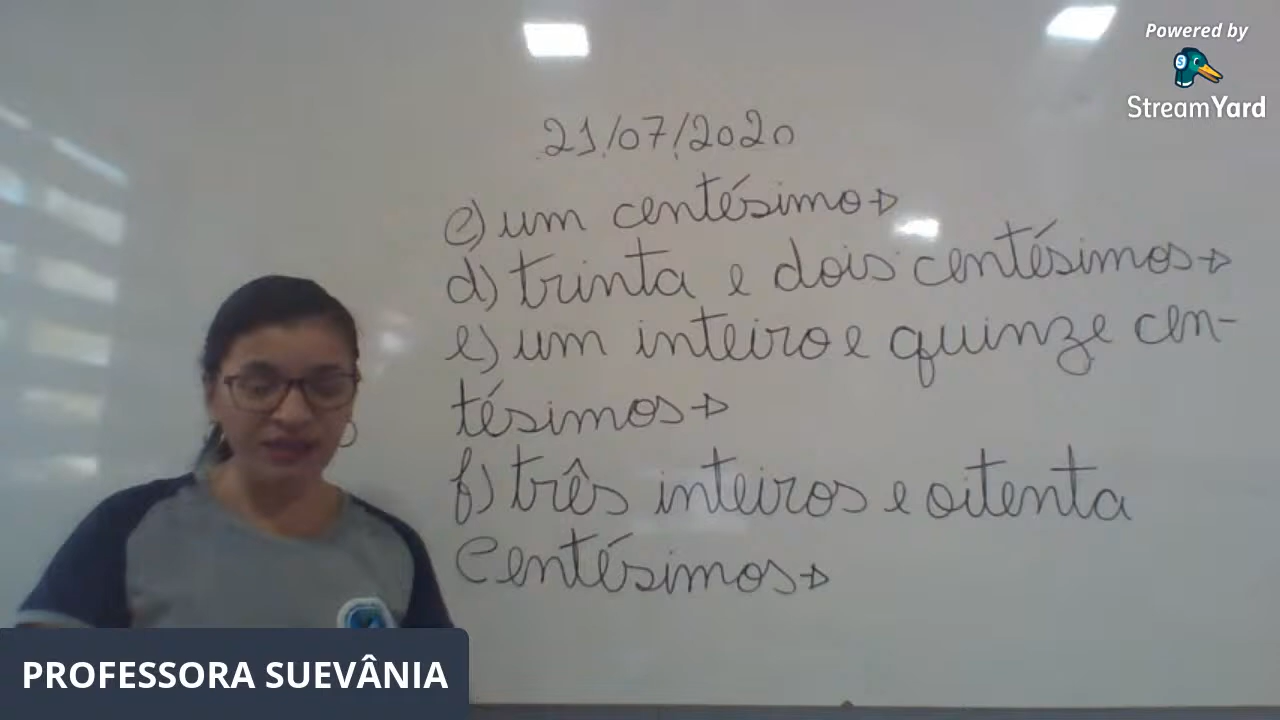 Powered by
StreamYard
21/07/2020
c) um centésimo→
d) trinta e dois centésimos→
e) um inteiro e quinze cen-
tésimos→
f) três inteiros e oitenta
Centésimos→
PROFESSORA SUEVÂNIA